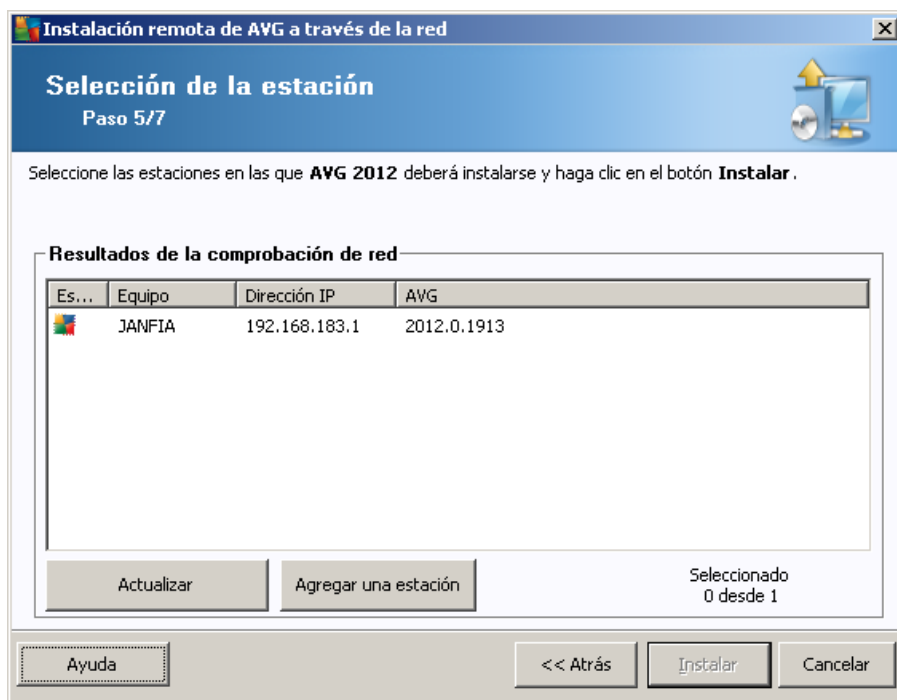 Instalación remota de AVG a través de la red
Selección de la estación
Paso 5/7
Seleccione las estaciones en las que AVG 2012 deberá instalarse y haga clic en el botón Instalar.
Resultados de la comprobación de red
Es... Equipo Dirección IP AVG
JANFIA 192.168.183.1 2012.0.1913
Actualizar Agregar una estación Seleccionado
0 desde 1
Ayuda << Atrás Instalar Cancelar